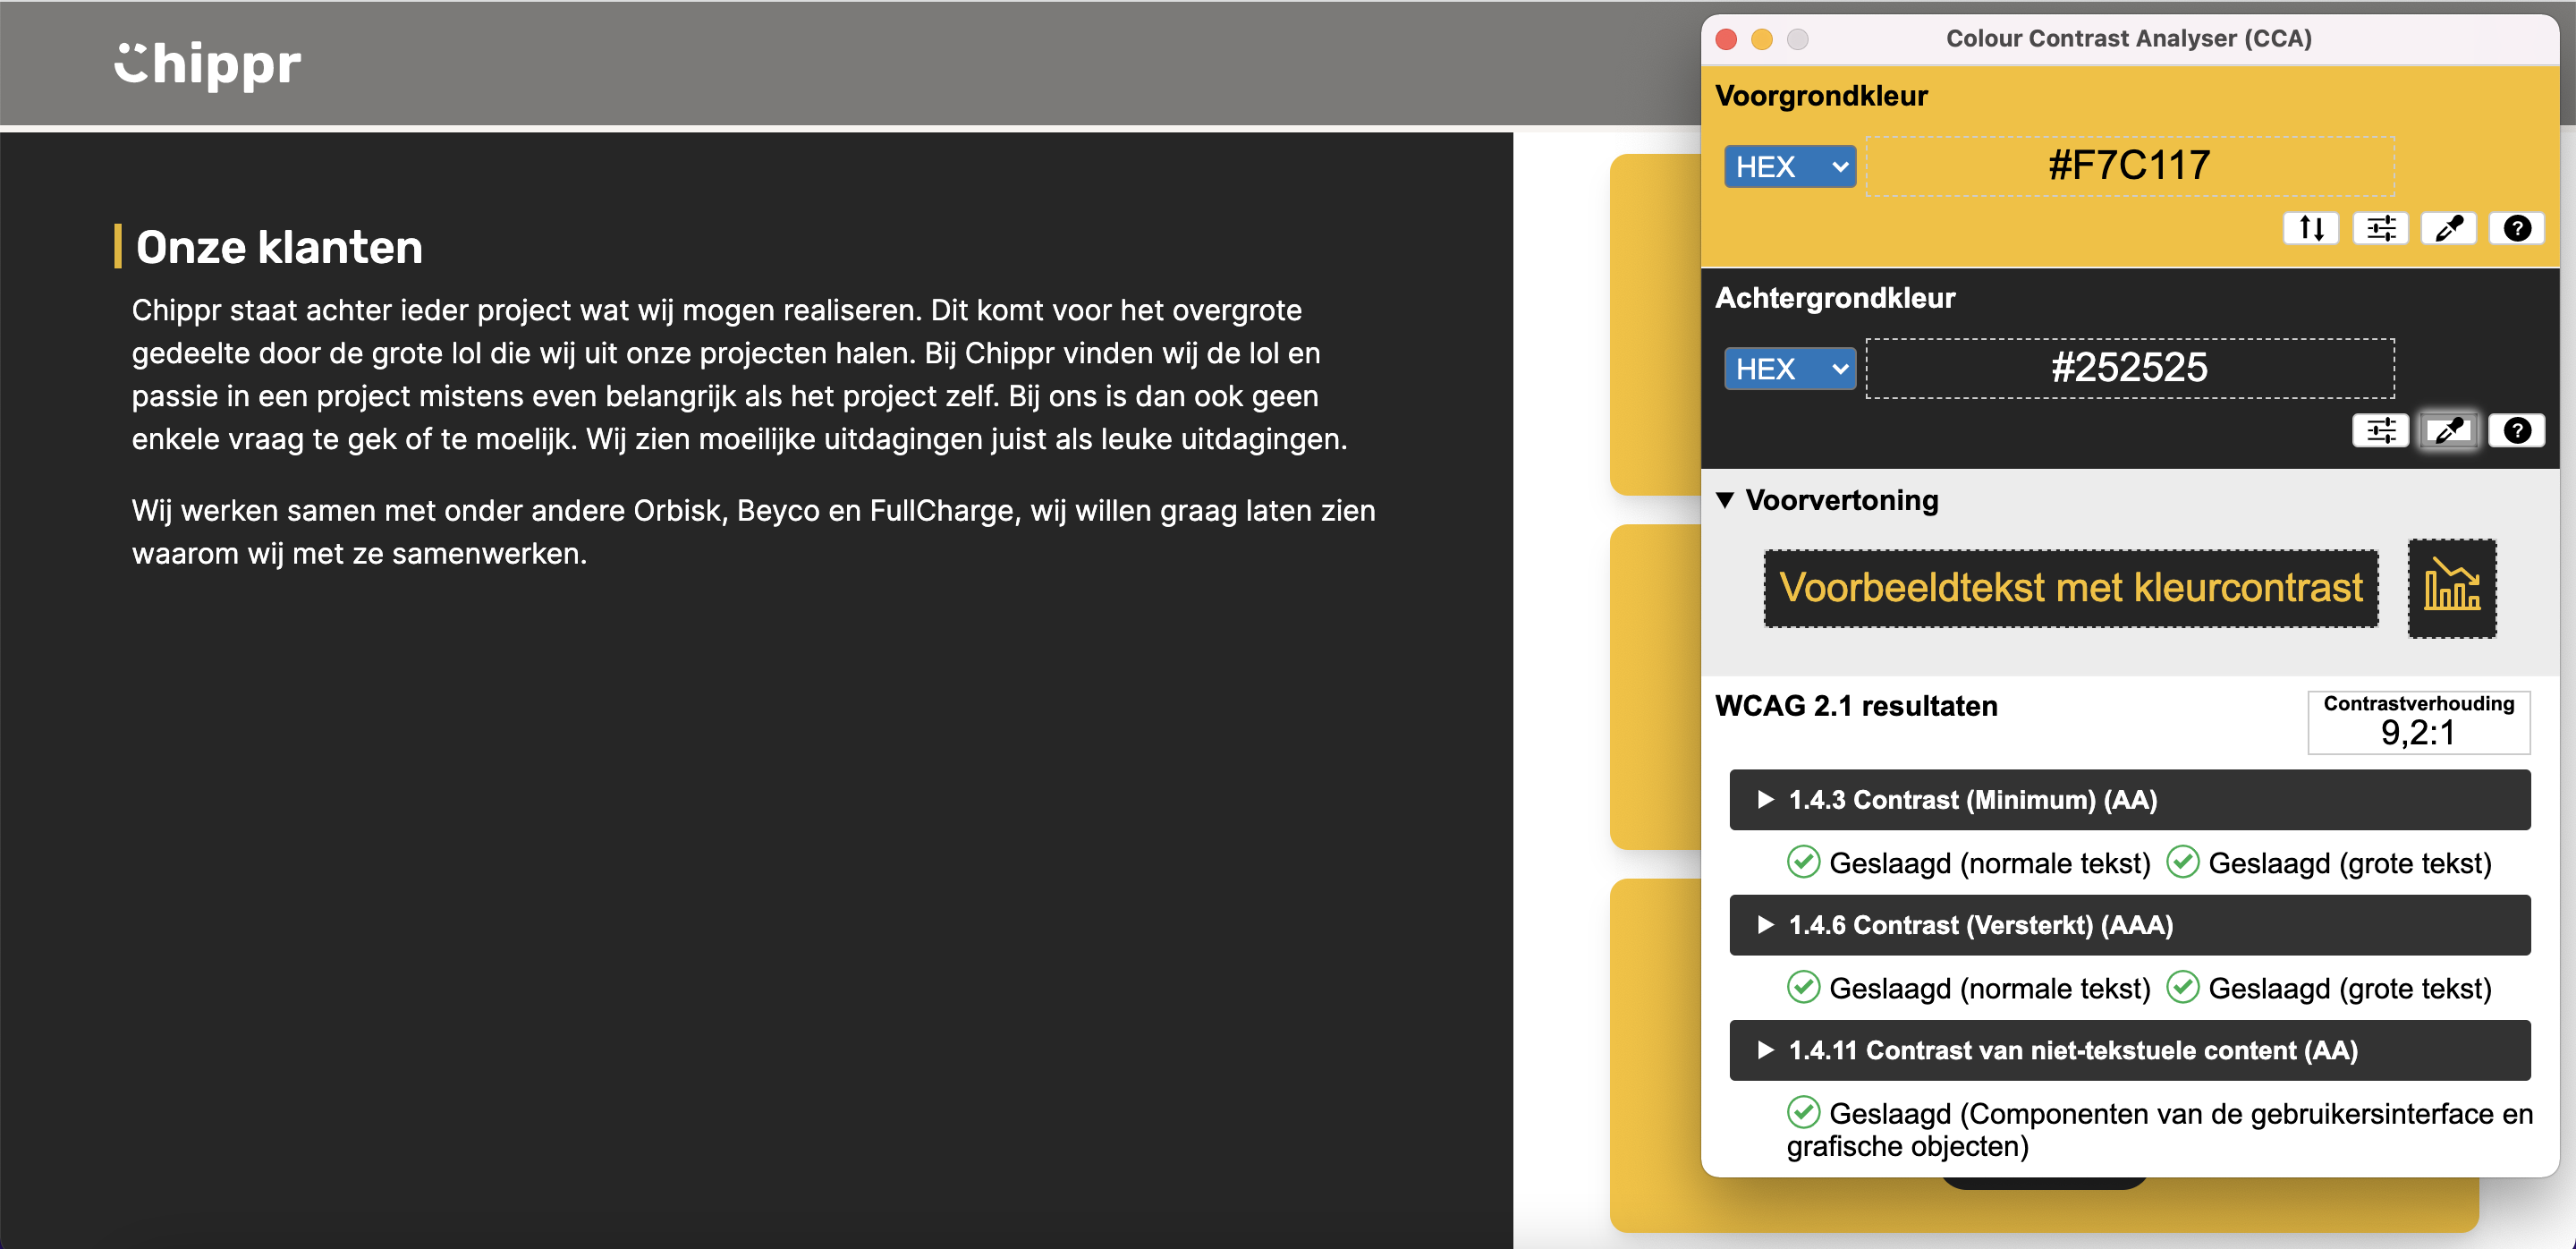 Chippr
Onze klanten
Chippr staat achter ieder project wat wij mogen realiseren. Dit komt voor het overgrote
gedeelte door de grote lol die wij uit onze projecten halen. Bij Chippr vinden wij de lol en
passie in een project mistens even belangrijk als het project zelf. Bij ons is dan ook geen
enkele vraag te gek of te moelijk. Wij zien moeilijke uitdagingen juist als leuke uitdagingen.
Wij werken samen met onder andere Orbisk, Beyco en FullCharge, wij willen graag laten zien
waarom wij met ze samenwerken.
Colour Contrast Analyser (CCA)
Voorgrondkleur
HEX
#F7C117
Achtergrondkleur
HEX
#252525
Voorvertoning
Voorbeeldtekst met kleurcontrast
WCAG 2.1 resultaten
Contrastverhouding
9,2:1
1.4.3 Contrast (Minimum) (AA)
Geslaagd (normale tekst) Geslaagd (grote tekst)
1.4.6 Contrast (Versterkt) (AAA)
Geslaagd (normale tekst) Geslaagd (grote tekst)
1.4.11 Contrast van niet-tekstuele content (AA)
Geslaagd (Componenten van de gebruikersinterface en
grafische objecten)